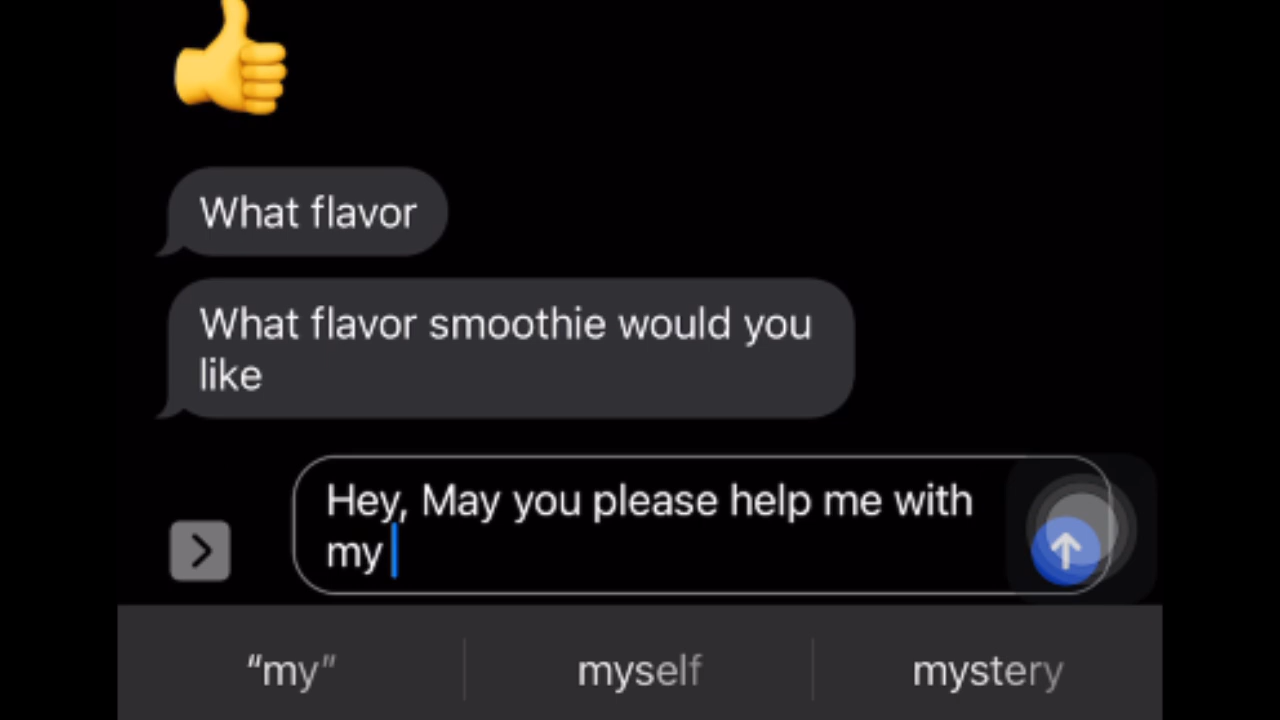 What flavor
What flavor smoothie would you
like
Hey, May you please help me with
my
“my”
myself
mystery